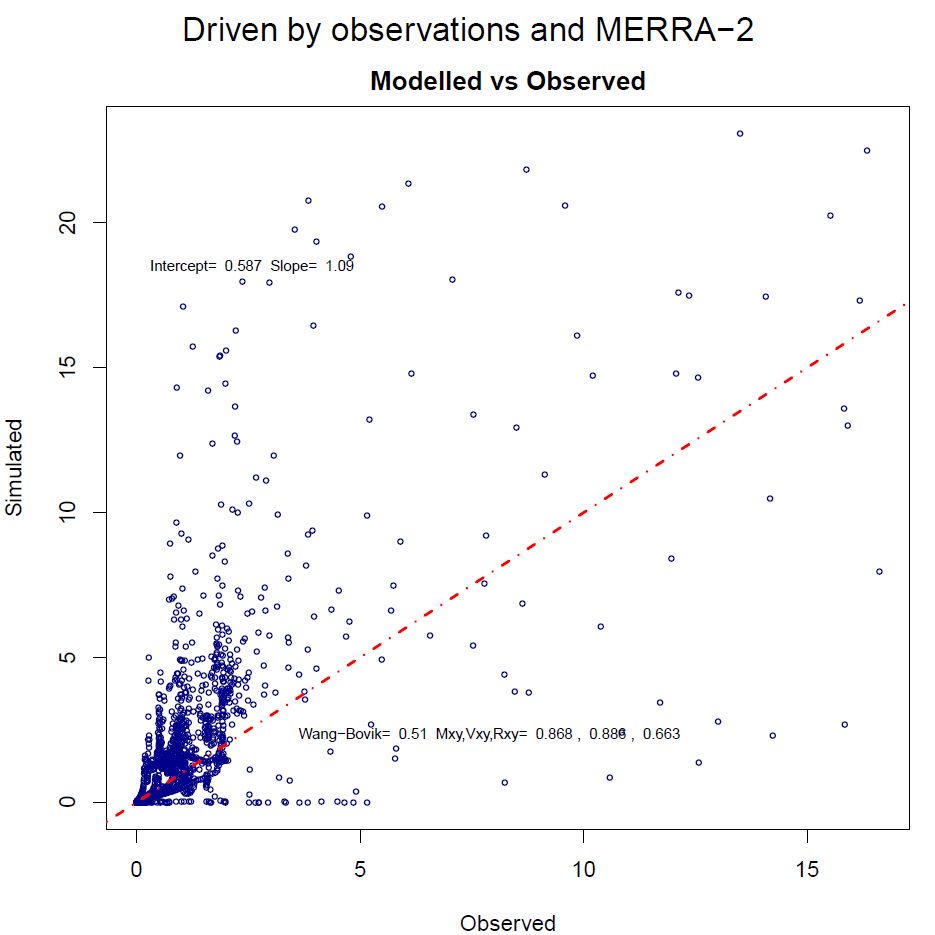 Driven by observations and MERRA−2
Modelled vs Observed
20
Intercept= 0.587 Slope= 1.09
15
Simulated
10
5
Wang−Bovik= 0.51 Mxy,Vxy,Rxy= 0.868 , 0.886 , 0.663
0
0 5 10 15
Observed